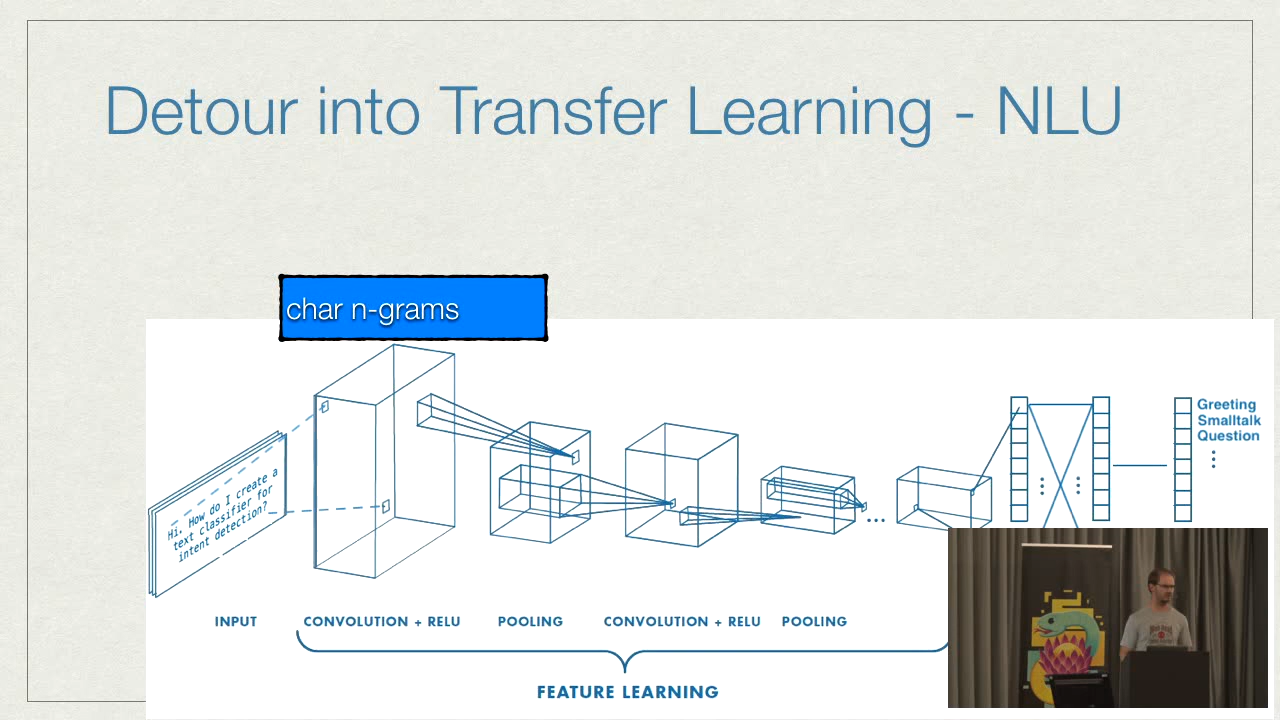 Detour into Transfer Learning - NLU
char n-grams
Hi. How do I create a
text classifier for
intent detection?
Greeting
Smalltalk
Question
INPUT
CONVOLUTION + RELU
POOLING
CONVOLUTION + RELU
POOLING
FEATURE LEARNING